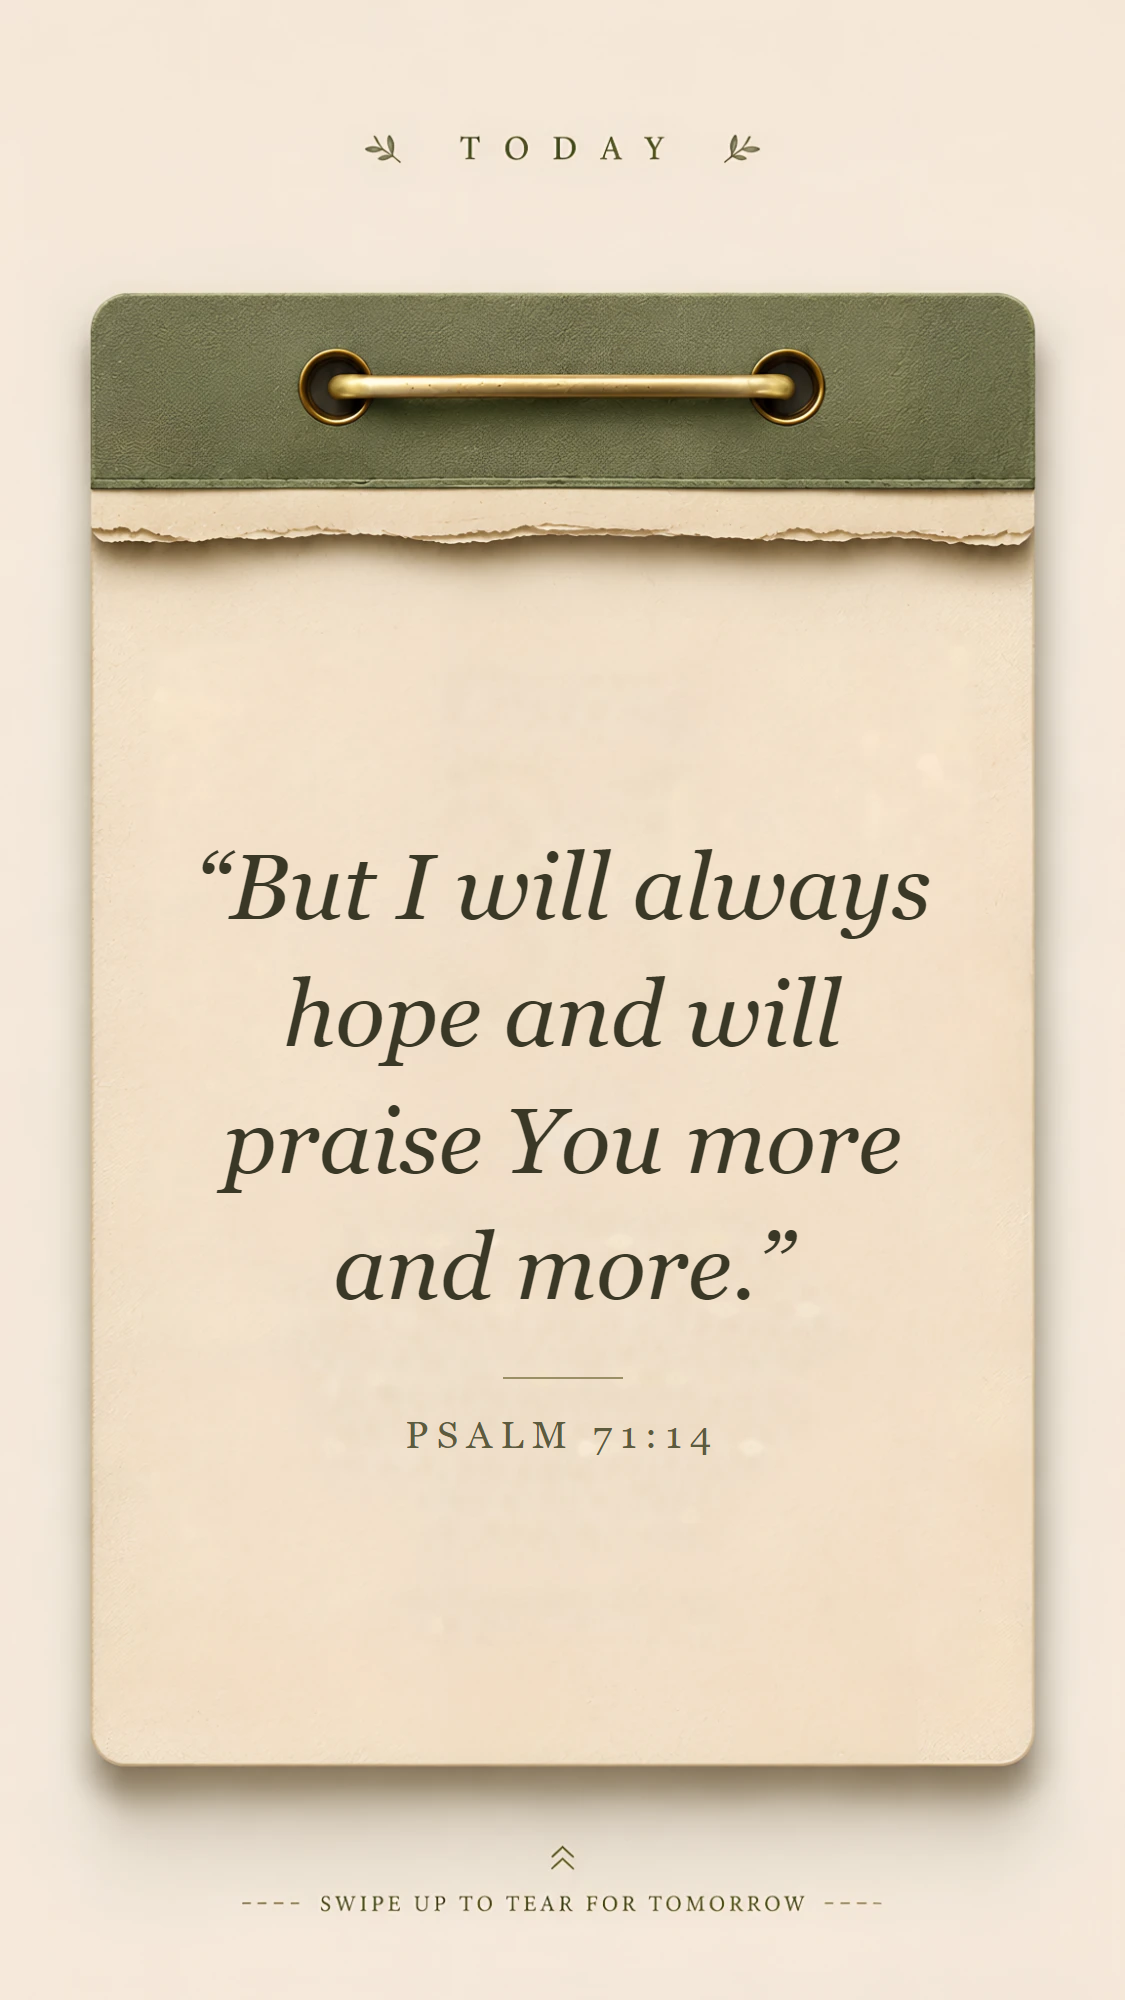 TODAY
“But I will always
hope and will
praise You more
and more.”
PSALM 71:14
SWIPE UP TO TEAR FOR TOMORROW